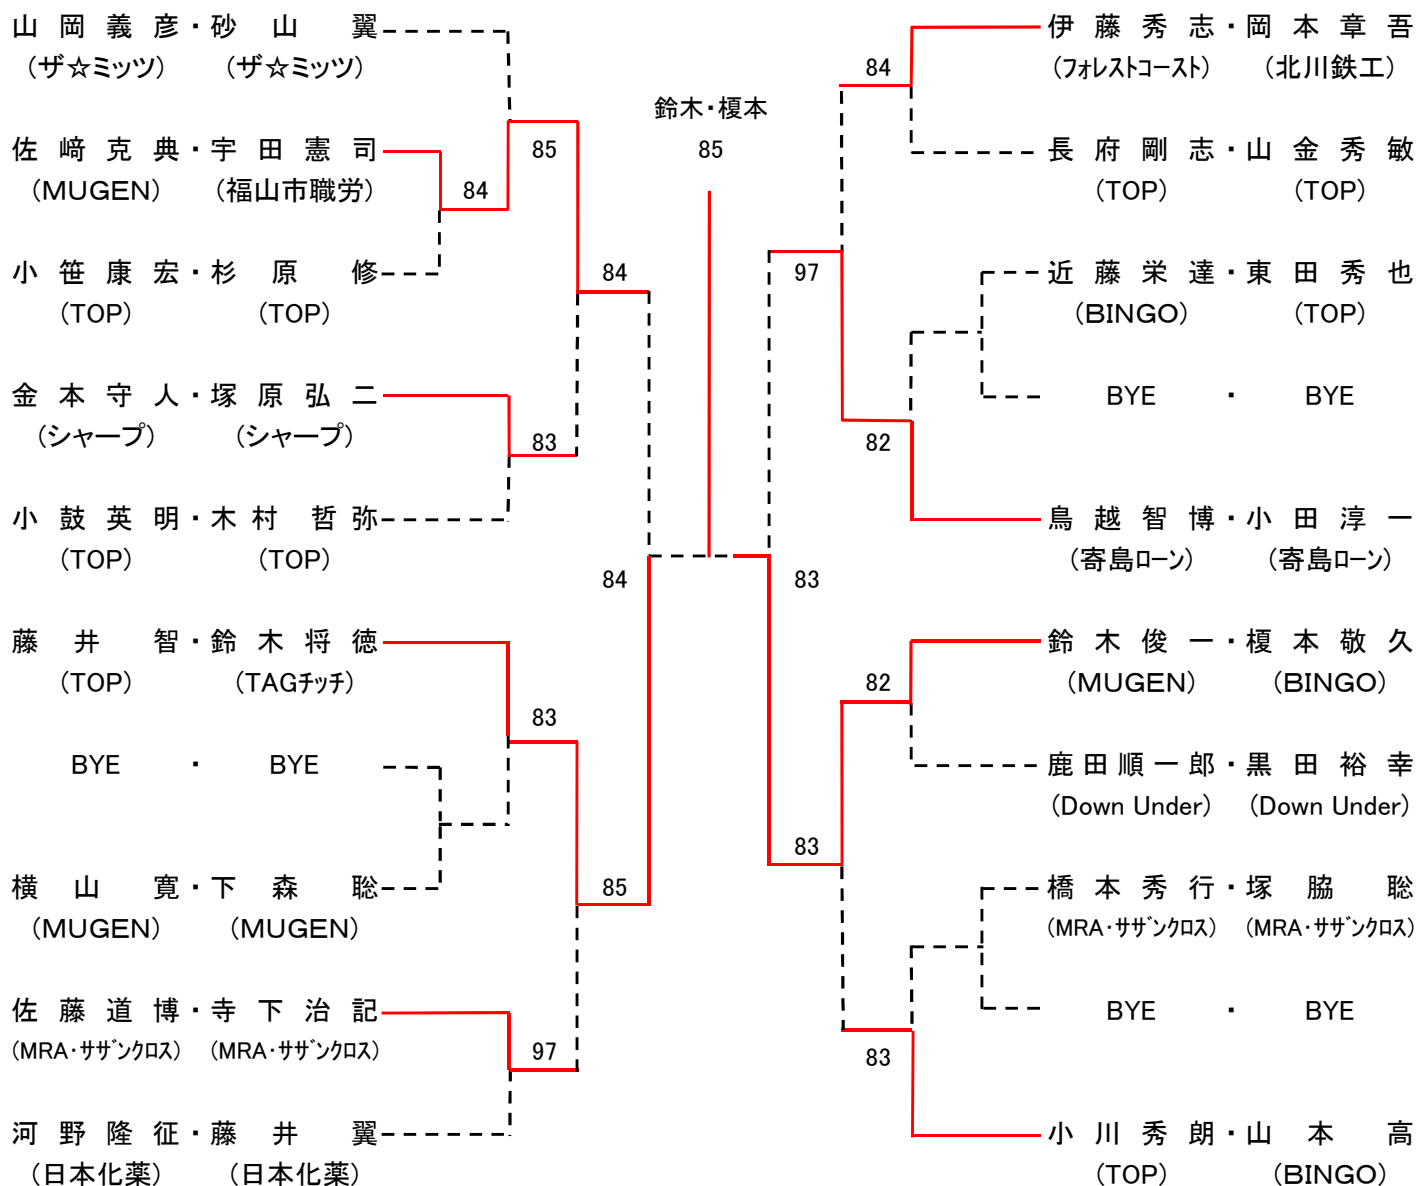 山岡義彦・砂山翼
(ザ☆ミッツ) (ザ☆ミッツ)
佐﨑克典・宇田憲司
(MUGEN) (福山市職労)
84
85
小笹康宏・杉原修
(TOP) (TOP)
84
金本守人・塚原弘二
(シャープ) (シャープ)
83
小鼓英明・木村哲弥
(TOP) (TOP)
84
藤井智・鈴木将徳
(TOP) (TAGチッチ)
83
BYE ・ BYE
横山寛・下森聡
(MUGEN) (MUGEN)
85
佐藤道博・寺下治記
(MRA・サザンクロス) (MRA・サザンクロス)
97
河野隆征・藤井翼
(日本化薬) (日本化薬)
鈴木・榎本
85
伊藤秀志・岡本章吾
(フォレストコースト) (北川鉄工)
84
長府剛志・山金秀敏
(TOP) (TOP)
97
近藤栄達・東田秀也
(BINGO) (TOP)
BYE ・ BYE
82
鳥越智博・小田淳一
(寄島ローン) (寄島ローン)
83
鈴木俊一・榎本敬久
(MUGEN) (BINGO)
82
鹿田順一郎・黒田裕幸
(Down Under) (Down Under)
83
橋本秀行・塚脇聡
(MRA・サザンクロス) (MRA・サザンクロス)
BYE ・ BYE
83
小川秀朗・山本高
(TOP) (BINGO)